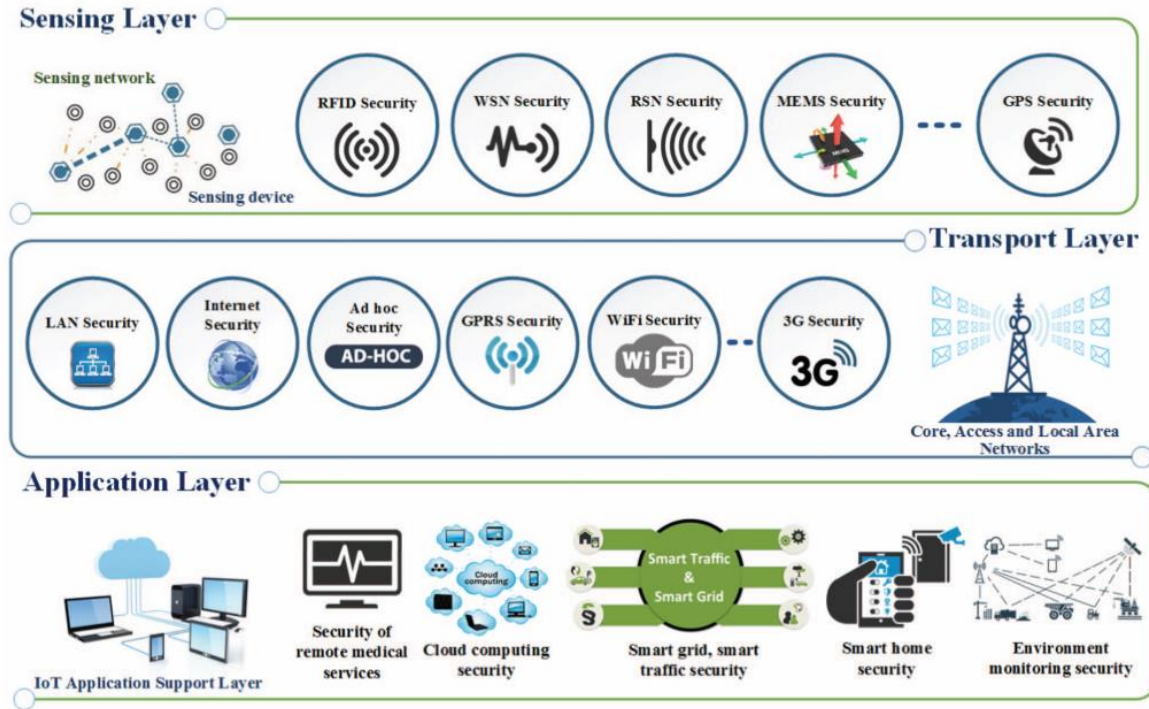 Sensing Layer
Sensing network
Sensing device
RFID Security
WSN Security
RSN Security
MEMS Security
MEMS
GPS Security
Transport Layer
LAN Security
Internet
Security
Ad hoc
Security
AD-HOC
GPRS Security
WiFi Security
WiFi
3G Security
3G
Core, Access and Local Area
Networks
Application Layer
IoT Application Support Layer
Security of
remote medical
services
Cloud
computing
Cloud computing
security
Smart Traffic
&
Smart Grid
Smart grid, smart
traffic security
Smart home
security
Environment
monitoring security